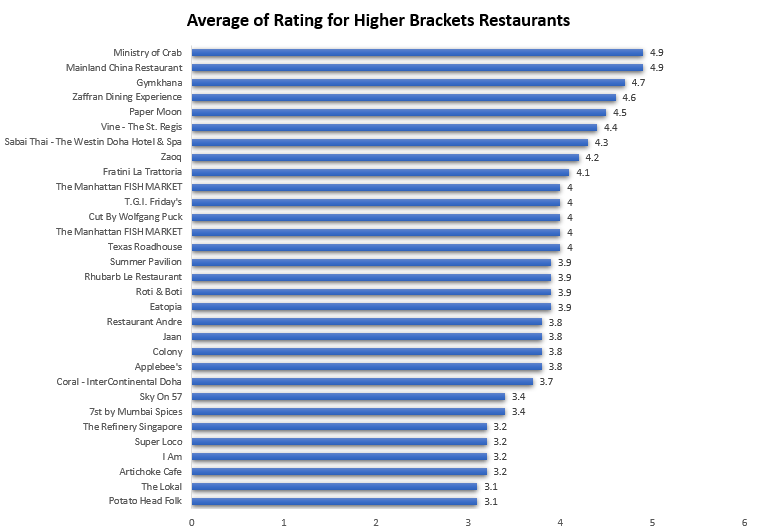 Average of Rating for Higher Brackets Restaurants
Ministry of Crab 4.9
Mainland China Restaurant 4.9
Gymkhana 4.7
Zaffran Dining Experience 4.6
Paper Moon 4.5
Vine - The St. Regis 4.4
Sabai Thai - The Westin Doha Hotel & Spa 4.3
Zaoq 4.2
Fratini La Trattoria 4.1
The Manhattan FISH MARKET 4
T.G.I. Friday's 4
Cut By Wolfgang Puck 4
The Manhattan FISH MARKET 4
Texas Roadhouse 4
Summer Pavilion 3.9
Rhubarb Le Restaurant 3.9
Roti & Boti 3.9
Eatopia 3.9
Restaurant Andre 3.8
Jaan 3.8
Colony 3.8
Applebee's 3.8
Coral - InterContinental Doha 3.7
Sky On 57 3.4
7st by Mumbai Spices 3.4
The Refinery Singapore 3.2
Super Loco 3.2
I Am 3.2
Artichoke Cafe 3.2
The Lokal 3.1
Potato Head Folk 3.1
0 1 2 3 4 5 6